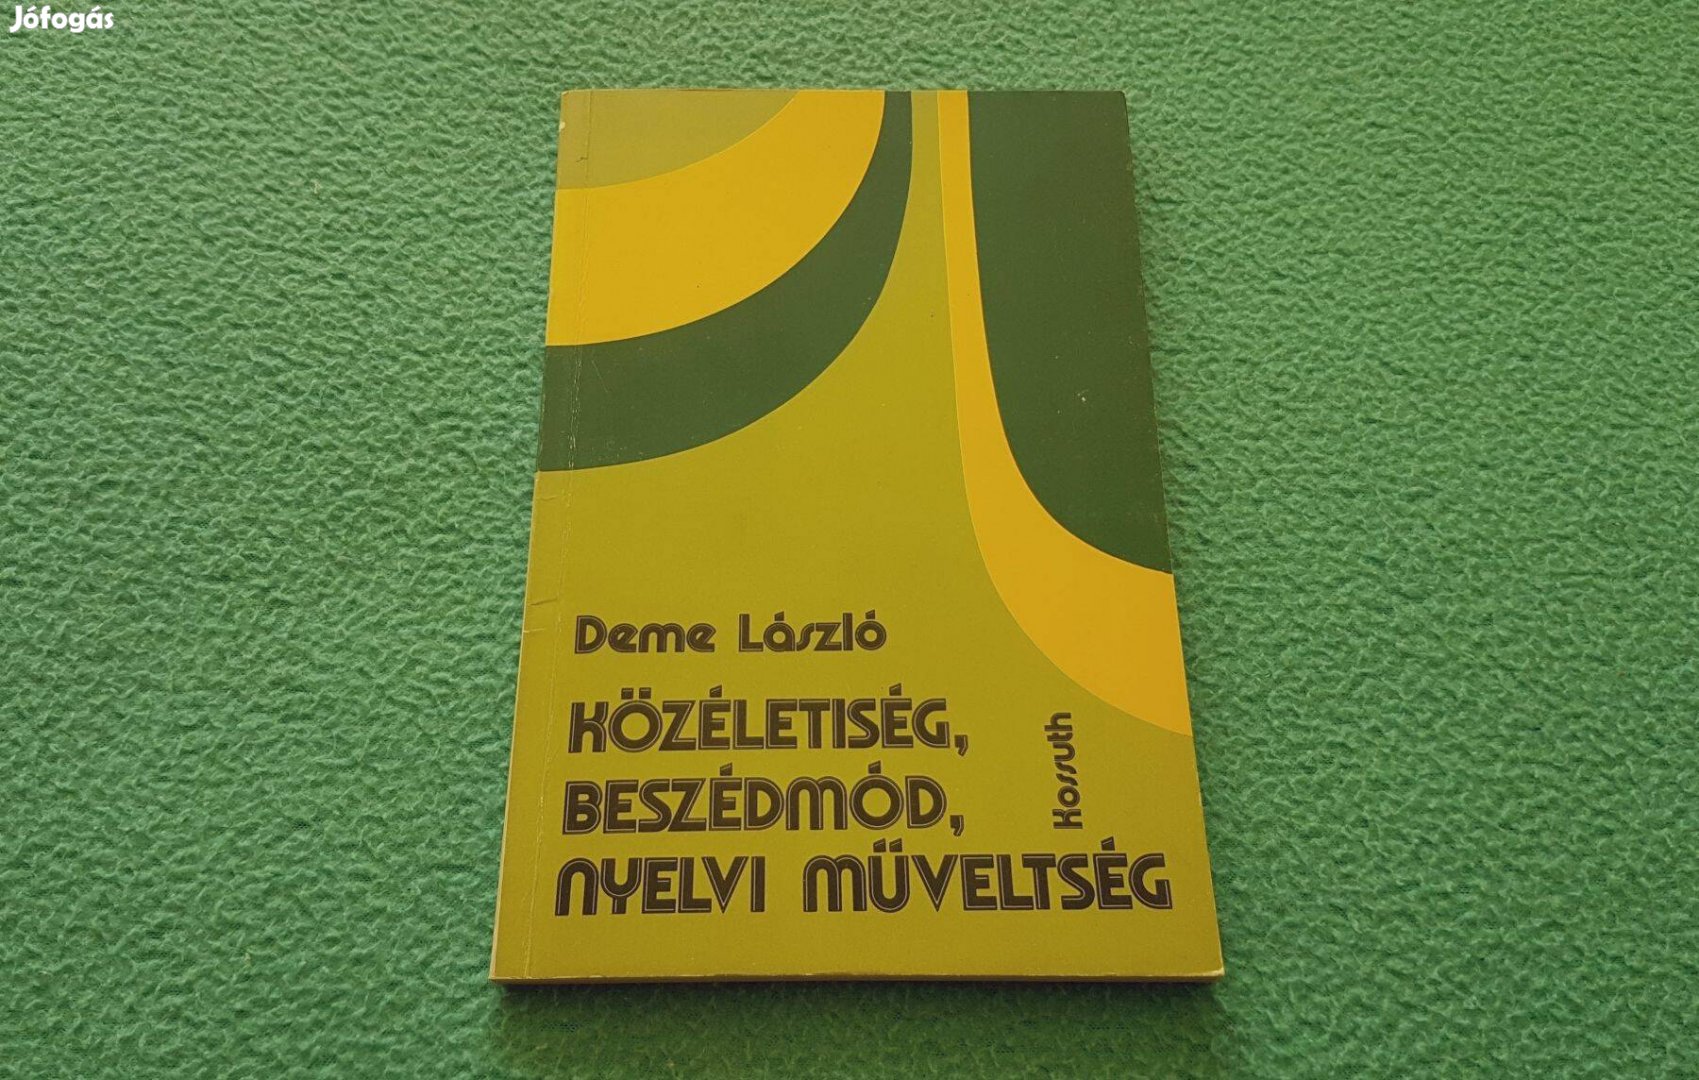 Jófogás
Deme László
KÖZÉLETISÉG,
BESZÉDMÓD,
NYELVI MŰVELTSÉG
Kossuth